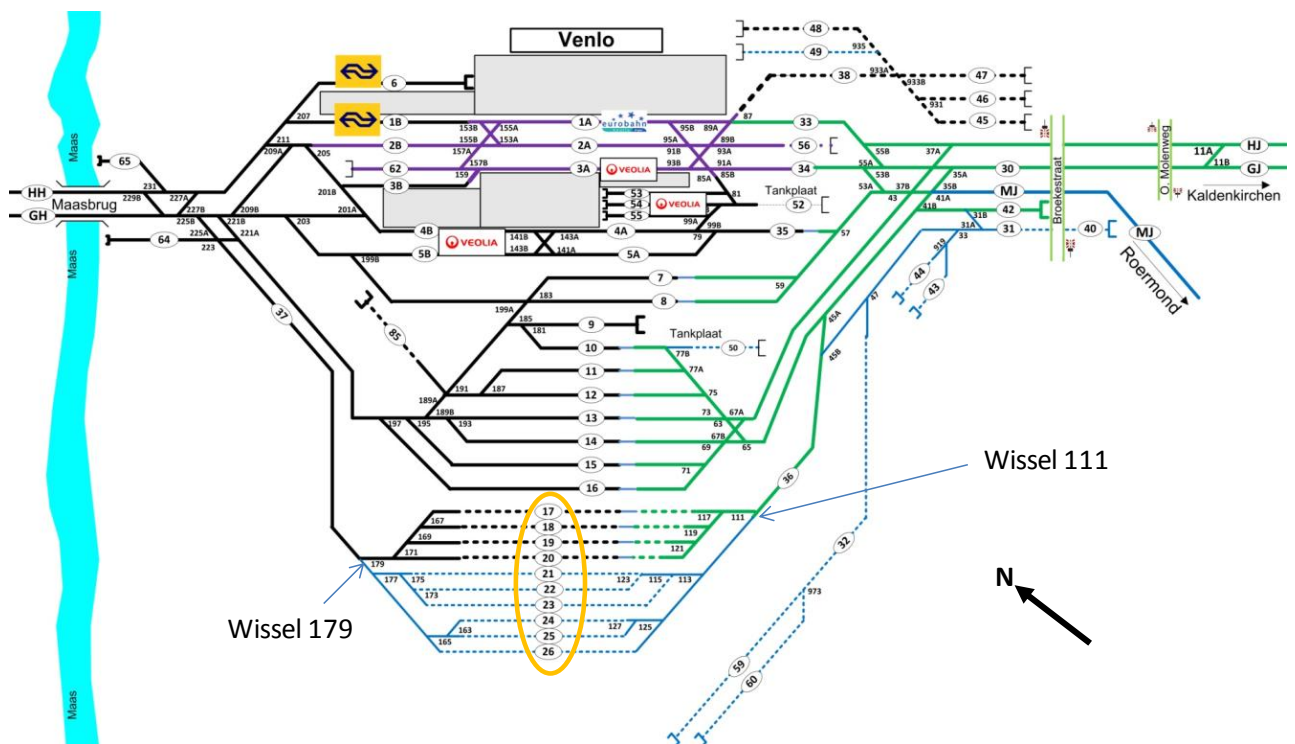 Venlo
Maas
48
49
935
38
933A
933B
47
46
931
45
6
207
1B
153B
155A
1A
eurobahn
95B
89A
87
33
211
209A
205
2B
155B
153A
157A
2A
95A
89B
91B
93A
56
55B
37A
65
62
157B
159
3A
VEOLIA
93B
91A
34
55A
53B
30
35A
11A
11B
HJ
GJ
Kaldenkirchen
HH
Maasbrug
GH
231
229B
227A
227B
225B
3B
201B
201A
85B
85A
81
53
54
55
VEOLIA
Tankplaat
52
53A
37B
43
35B
41A
41B
MJ
42
Broekestraat
O. Molenweg
64
225A
223
221A
221B
209B
203
4B
VEOLIA
141B
143B
143A
141A
4A
99A
99B
79
35
57
31B
31A
33
31
40
MJ
Roermond
5B
5A
199B
7
8
59
919
44
43
47
37
85
199A
183
185
181
9
10
Tankplaat
50
77B
77A
45A
45B
11
12
191
187
189A
189B
75
13
73
67A
63
197
195
193
14
67B
69
65
15
71
16
Wissel 111
36
17
117
111
167
18
119
169
19
121
171
20
179
177
175
21
123
115
113
173
22
23
32
973
Wissel 179
163
24
127
125
165
25
26
59
60
N
Maas
Maas